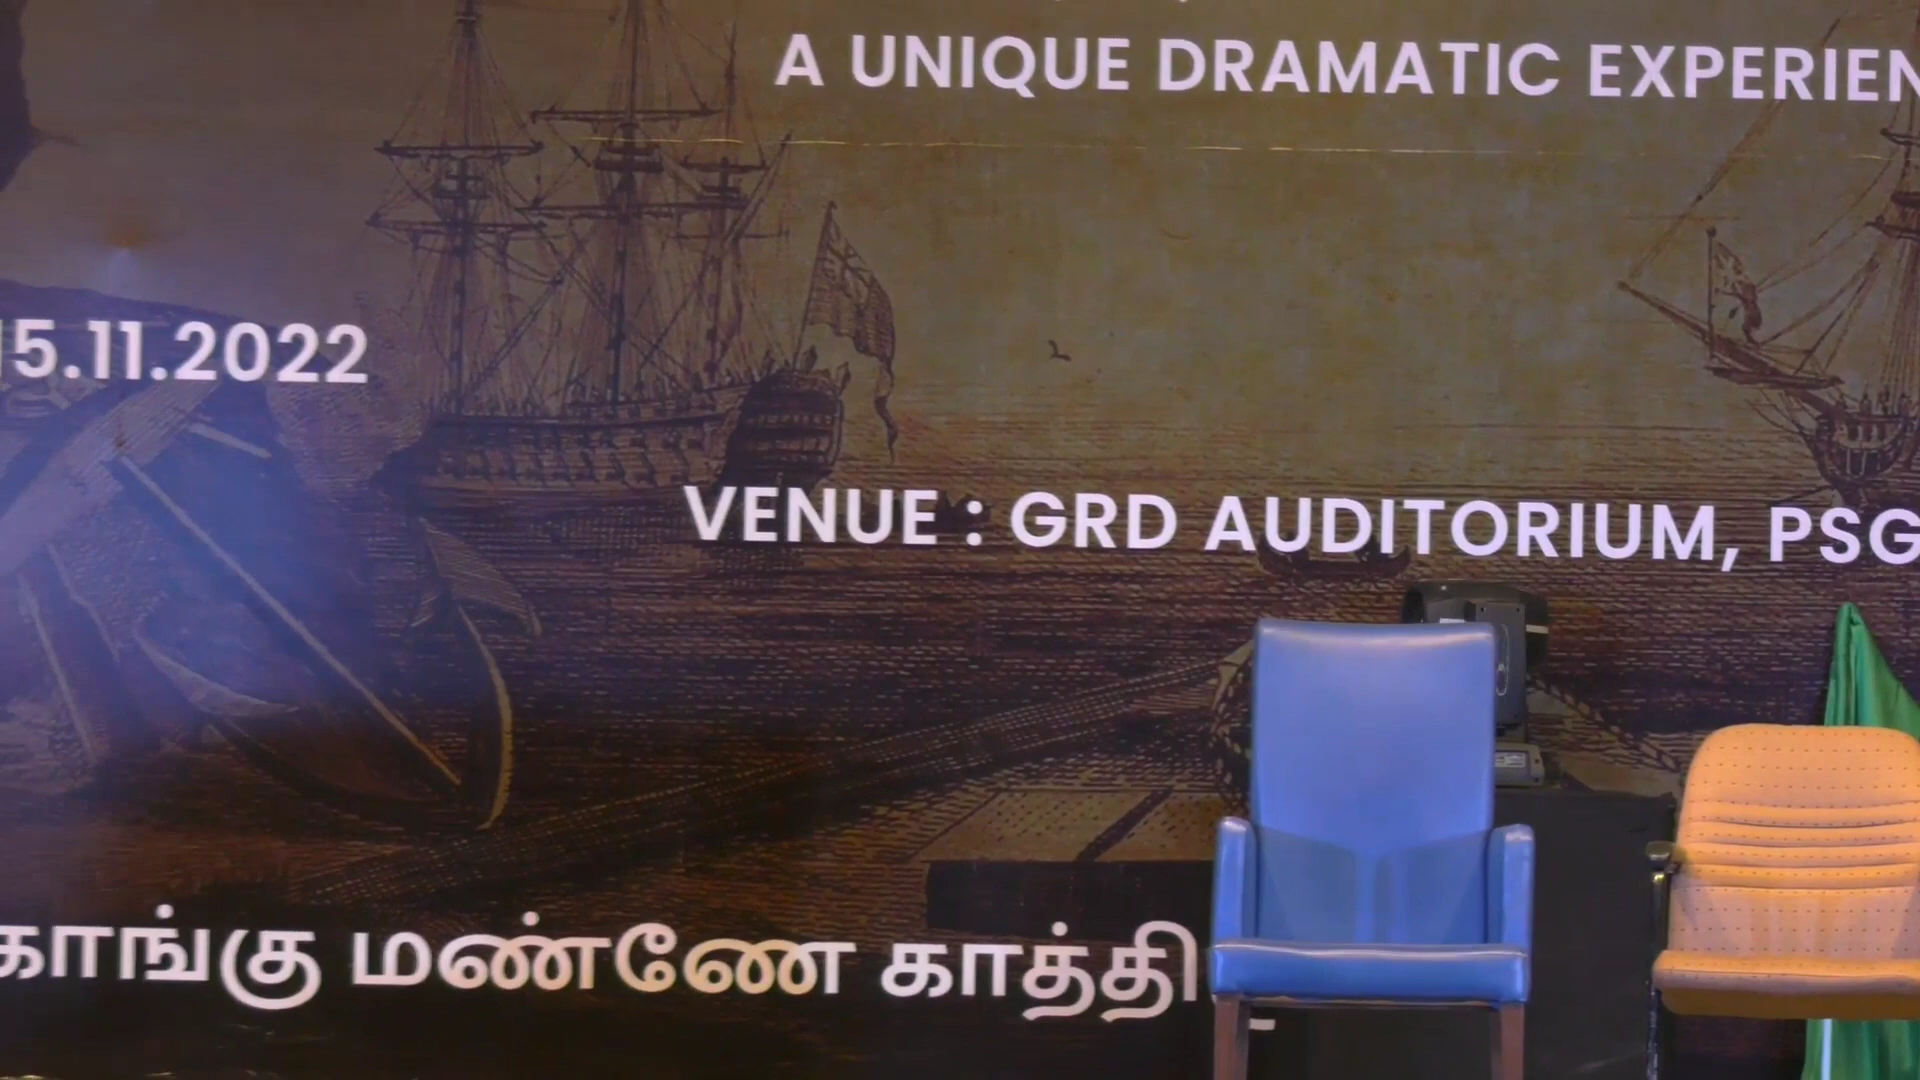 A UNIQUE DRAMATIC EXPERIEN
15.11.2022
VENUE : GRD AUDITORIUM, PSG
காங்கு மண்ணே காத்தி